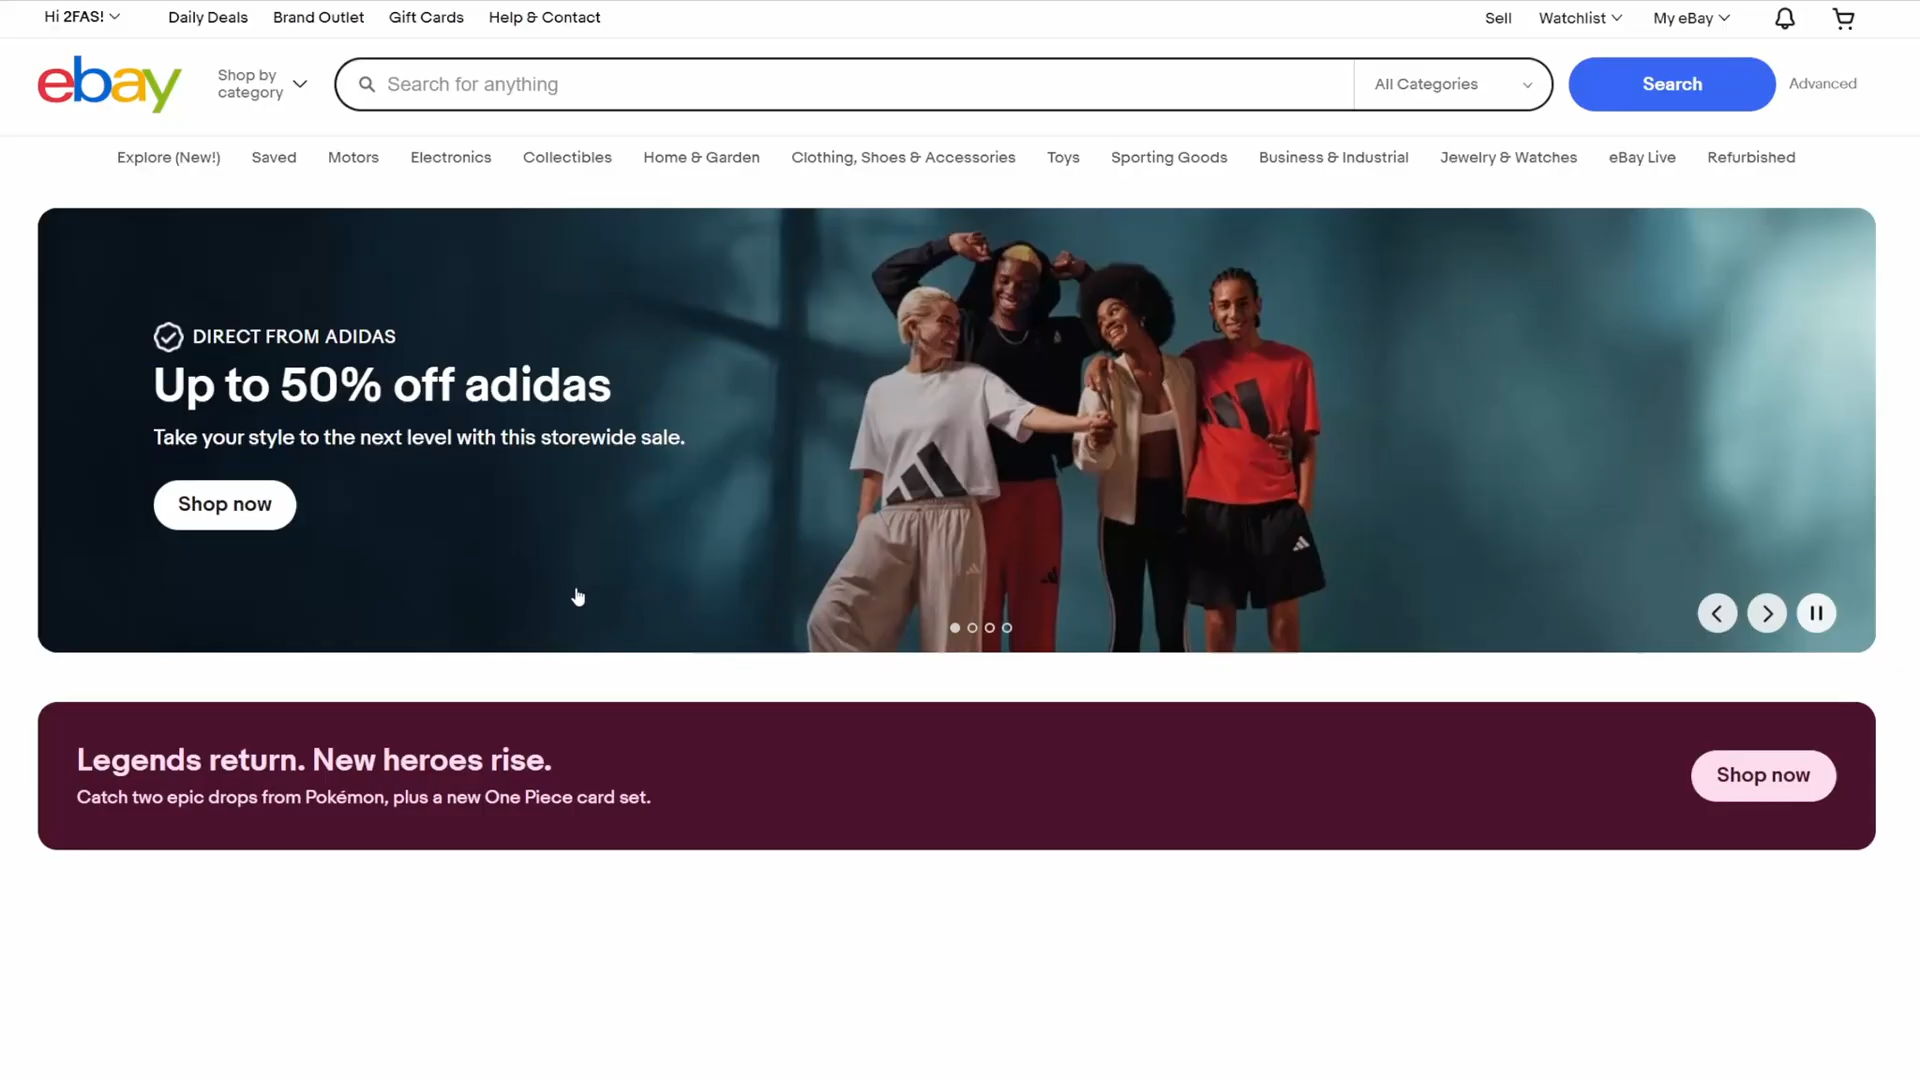 Hi 2FAS! Daily Deals Brand Outlet Gift Cards Help & Contact Sell Watchlist My eBay
ebay Shop by category Search for anything All Categories Search Advanced
Explore (New!) Saved Motors Electronics Collectibles Home & Garden Clothing, Shoes & Accessories Toys Sporting Goods Business & Industrial Jewelry & Watches eBay Live Refurbished
DIRECT FROM ADIDAS
Up to 50% off adidas
Take your style to the next level with this storewide sale.
Shop now
Legends return. New heroes rise.
Catch two epic drops from Pokémon, plus a new One Piece card set.
Shop now